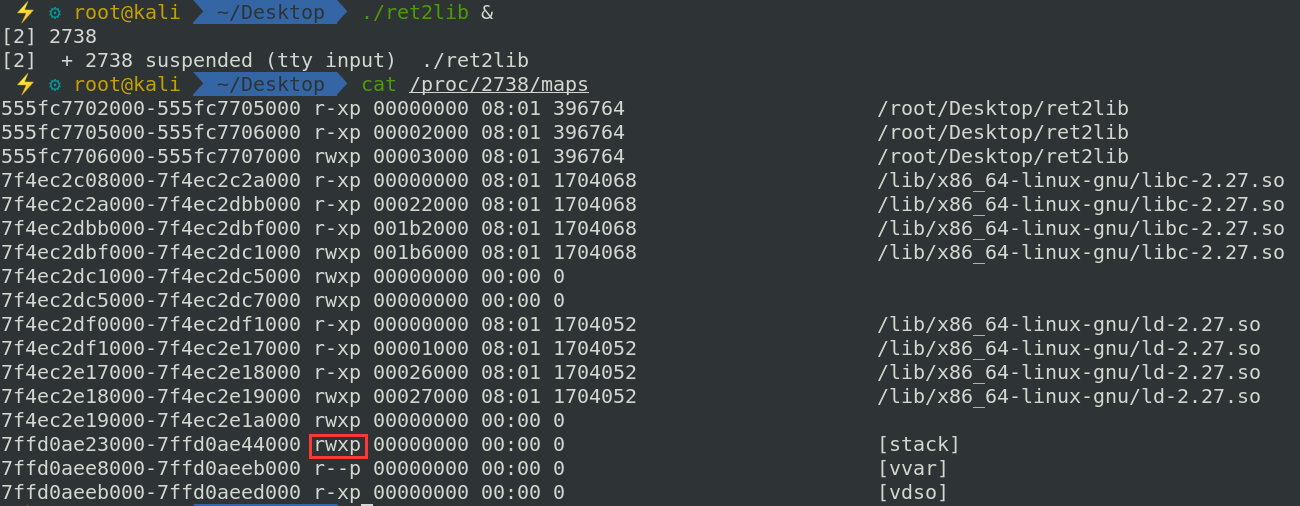 ⚡ ⚙ root@kali ~/Desktop ./ret2lib &
[2] 2738
[2]  + 2738 suspended (tty input)  ./ret2lib
⚡ ⚙ root@kali ~/Desktop cat /proc/2738/maps
555fc7702000-555fc7705000 r-xp 00000000 08:01 396764 /root/Desktop/ret2lib
555fc7705000-555fc7706000 r-xp 00002000 08:01 396764 /root/Desktop/ret2lib
555fc7706000-555fc7707000 rwxp 00003000 08:01 396764 /root/Desktop/ret2lib
7f4ec2c08000-7f4ec2c2a000 r-xp 00000000 08:01 1704068 /lib/x86_64-linux-gnu/libc-2.27.so
7f4ec2c2a000-7f4ec2dbb000 r-xp 00022000 08:01 1704068 /lib/x86_64-linux-gnu/libc-2.27.so
7f4ec2dbb000-7f4ec2dbf000 r-xp 001b2000 08:01 1704068 /lib/x86_64-linux-gnu/libc-2.27.so
7f4ec2dbf000-7f4ec2dc1000 rwxp 001b6000 08:01 1704068 /lib/x86_64-linux-gnu/libc-2.27.so
7f4ec2dc1000-7f4ec2dc5000 rwxp 00000000 00:00 0
7f4ec2dc5000-7f4ec2dc7000 rwxp 00000000 00:00 0
7f4ec2df0000-7f4ec2df1000 r-xp 00000000 08:01 1704052 /lib/x86_64-linux-gnu/ld-2.27.so
7f4ec2df1000-7f4ec2e17000 r-xp 00001000 08:01 1704052 /lib/x86_64-linux-gnu/ld-2.27.so
7f4ec2e17000-7f4ec2e18000 r-xp 00026000 08:01 1704052 /lib/x86_64-linux-gnu/ld-2.27.so
7f4ec2e18000-7f4ec2e19000 rwxp 00027000 08:01 1704052 /lib/x86_64-linux-gnu/ld-2.27.so
7f4ec2e19000-7f4ec2e1a000 rwxp 00000000 00:00 0
7ffd0ae23000-7ffd0ae44000 rwxp 00000000 00:00 0 [stack]
7ffd0aee8000-7ffd0aeeb000 r--p 00000000 00:00 0 [vvar]
7ffd0aeeb000-7ffd0aeed000 r-xp 00000000 00:00 0 [vdso]